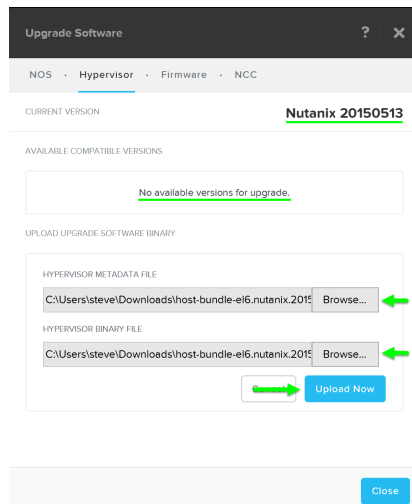 Upgrade Software ? ×
NOS · Hypervisor · Firmware · NCC
CURRENT VERSION Nutanix 20150513
AVAILABLE COMPATIBLE VERSIONS
No available versions for upgrade.
UPLOAD UPGRADE SOFTWARE BINARY
HYPERVISOR METADATA FILE
C:\Users\steve\Downloads\host-bundle-el6.nutanix.2015 Browse...
HYPERVISOR BINARY FILE
C:\Users\steve\Downloads\host-bundle-el6.nutanix.2015 Browse...
Cancel Upload Now
Close